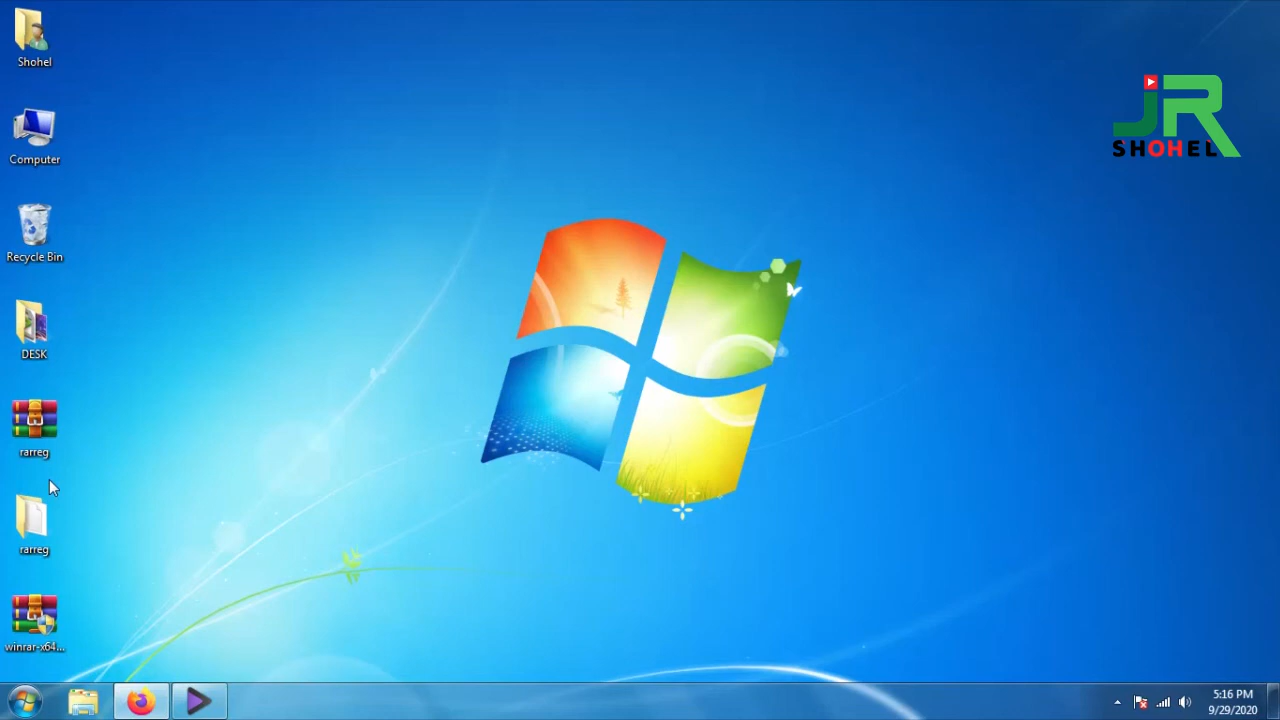 Shohel
Computer
Recycle Bin
DESK
rarreg
rarreg
winrar-x64...
JR
SHOHEL
5:16 PM
9/29/2020